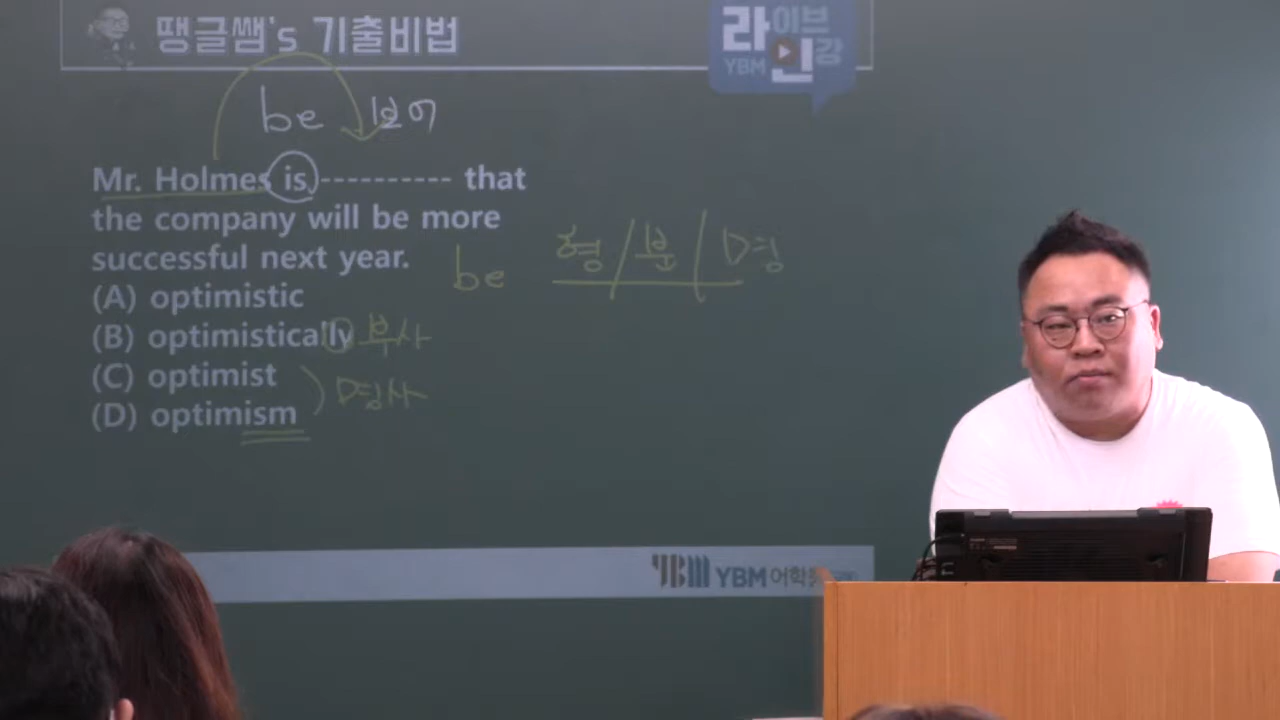 땡글쌤's 기출비법
라이브
인강
YBM
be 보어
Mr. Holmes is ---------- that
the company will be more
successful next year.
be 형/분/명
(A) optimistic
(B) optimistically 부사
(C) optimist
명사
(D) optimism
YBM YBM 어학원